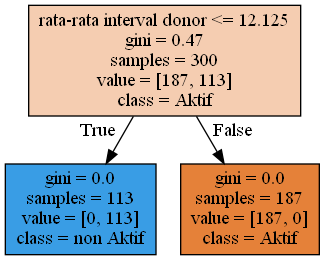 rata-rata interval donor <= 12.125
gini = 0.47
samples = 300
value = [187, 113]
class = Aktif
True
False
gini = 0.0
samples = 113
value = [0, 113]
class = non Aktif
gini = 0.0
samples = 187
value = [187, 0]
class = Aktif